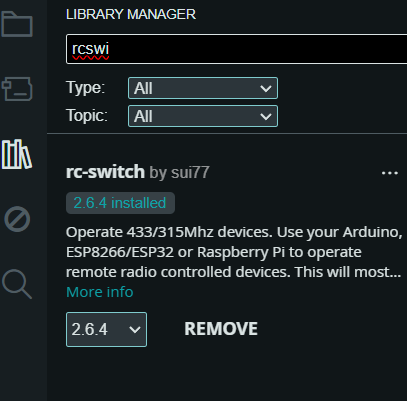 LIBRARY MANAGER
rcswi
Type: All
Topic: All
rc-switch by sui77
2.6.4 installed
Operate 433/315Mhz devices. Use your Arduino,
ESP8266/ESP32 or Raspberry Pi to operate
remote radio controlled devices. This will most...
More info
2.6.4 REMOVE